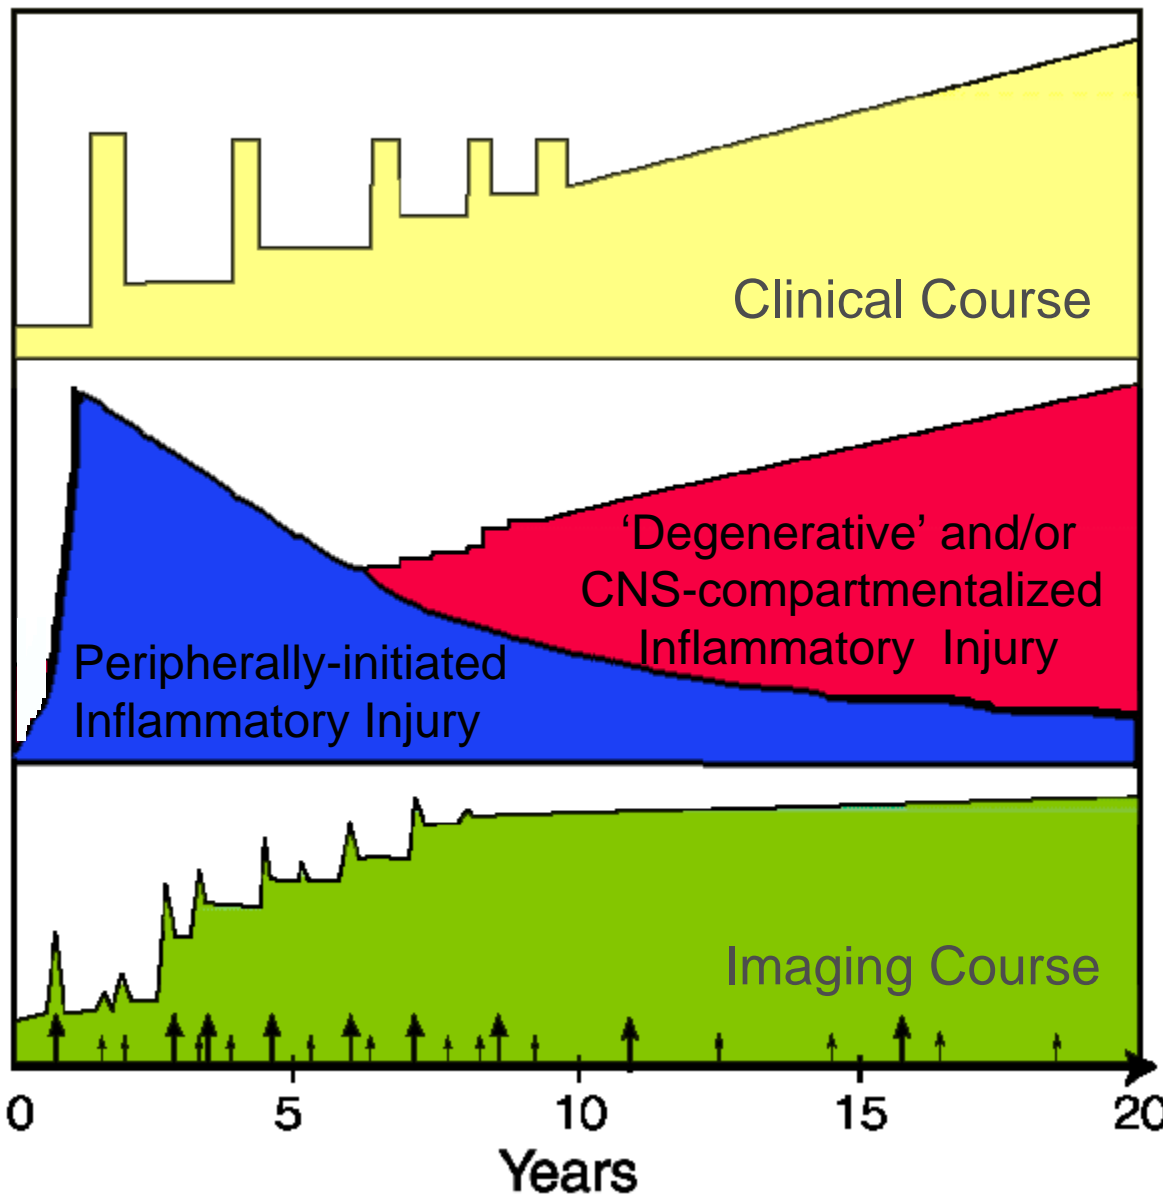 Clinical Course
‘Degenerative’ and/or
CNS-compartmentalized
Inflammatory Injury
Peripherally-initiated
Inflammatory Injury
Imaging Course
0 5 10 15 20
Years